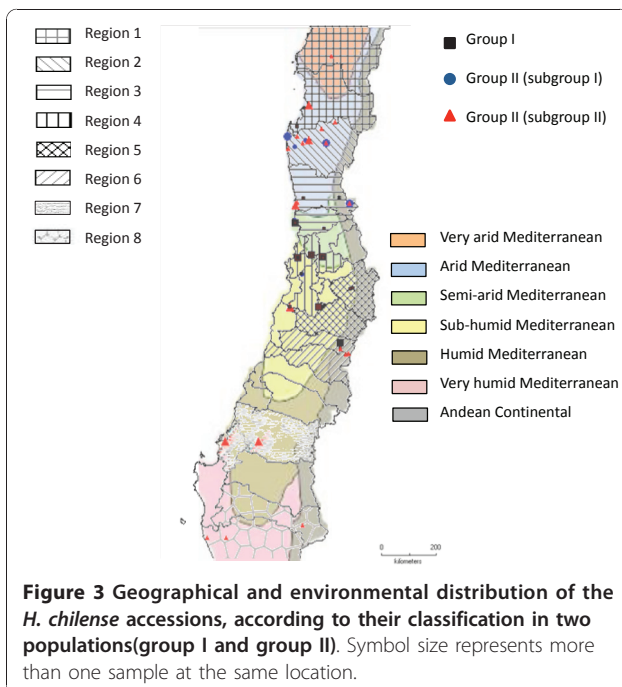 Region 1
Region 2
Region 3
Region 4
Region 5
Region 6
Region 7
Region 8
Group I
Group II (subgroup I)
Group II (subgroup II)
Very arid Mediterranean
Arid Mediterranean
Semi-arid Mediterranean
Sub-humid Mediterranean
Humid Mediterranean
Very humid Mediterranean
Andean Continental
0 200
kilometers
Figure 3 Geographical and environmental distribution of the
H. chilense accessions, according to their classification in two
populations(group I and group II). Symbol size represents more
than one sample at the same location.